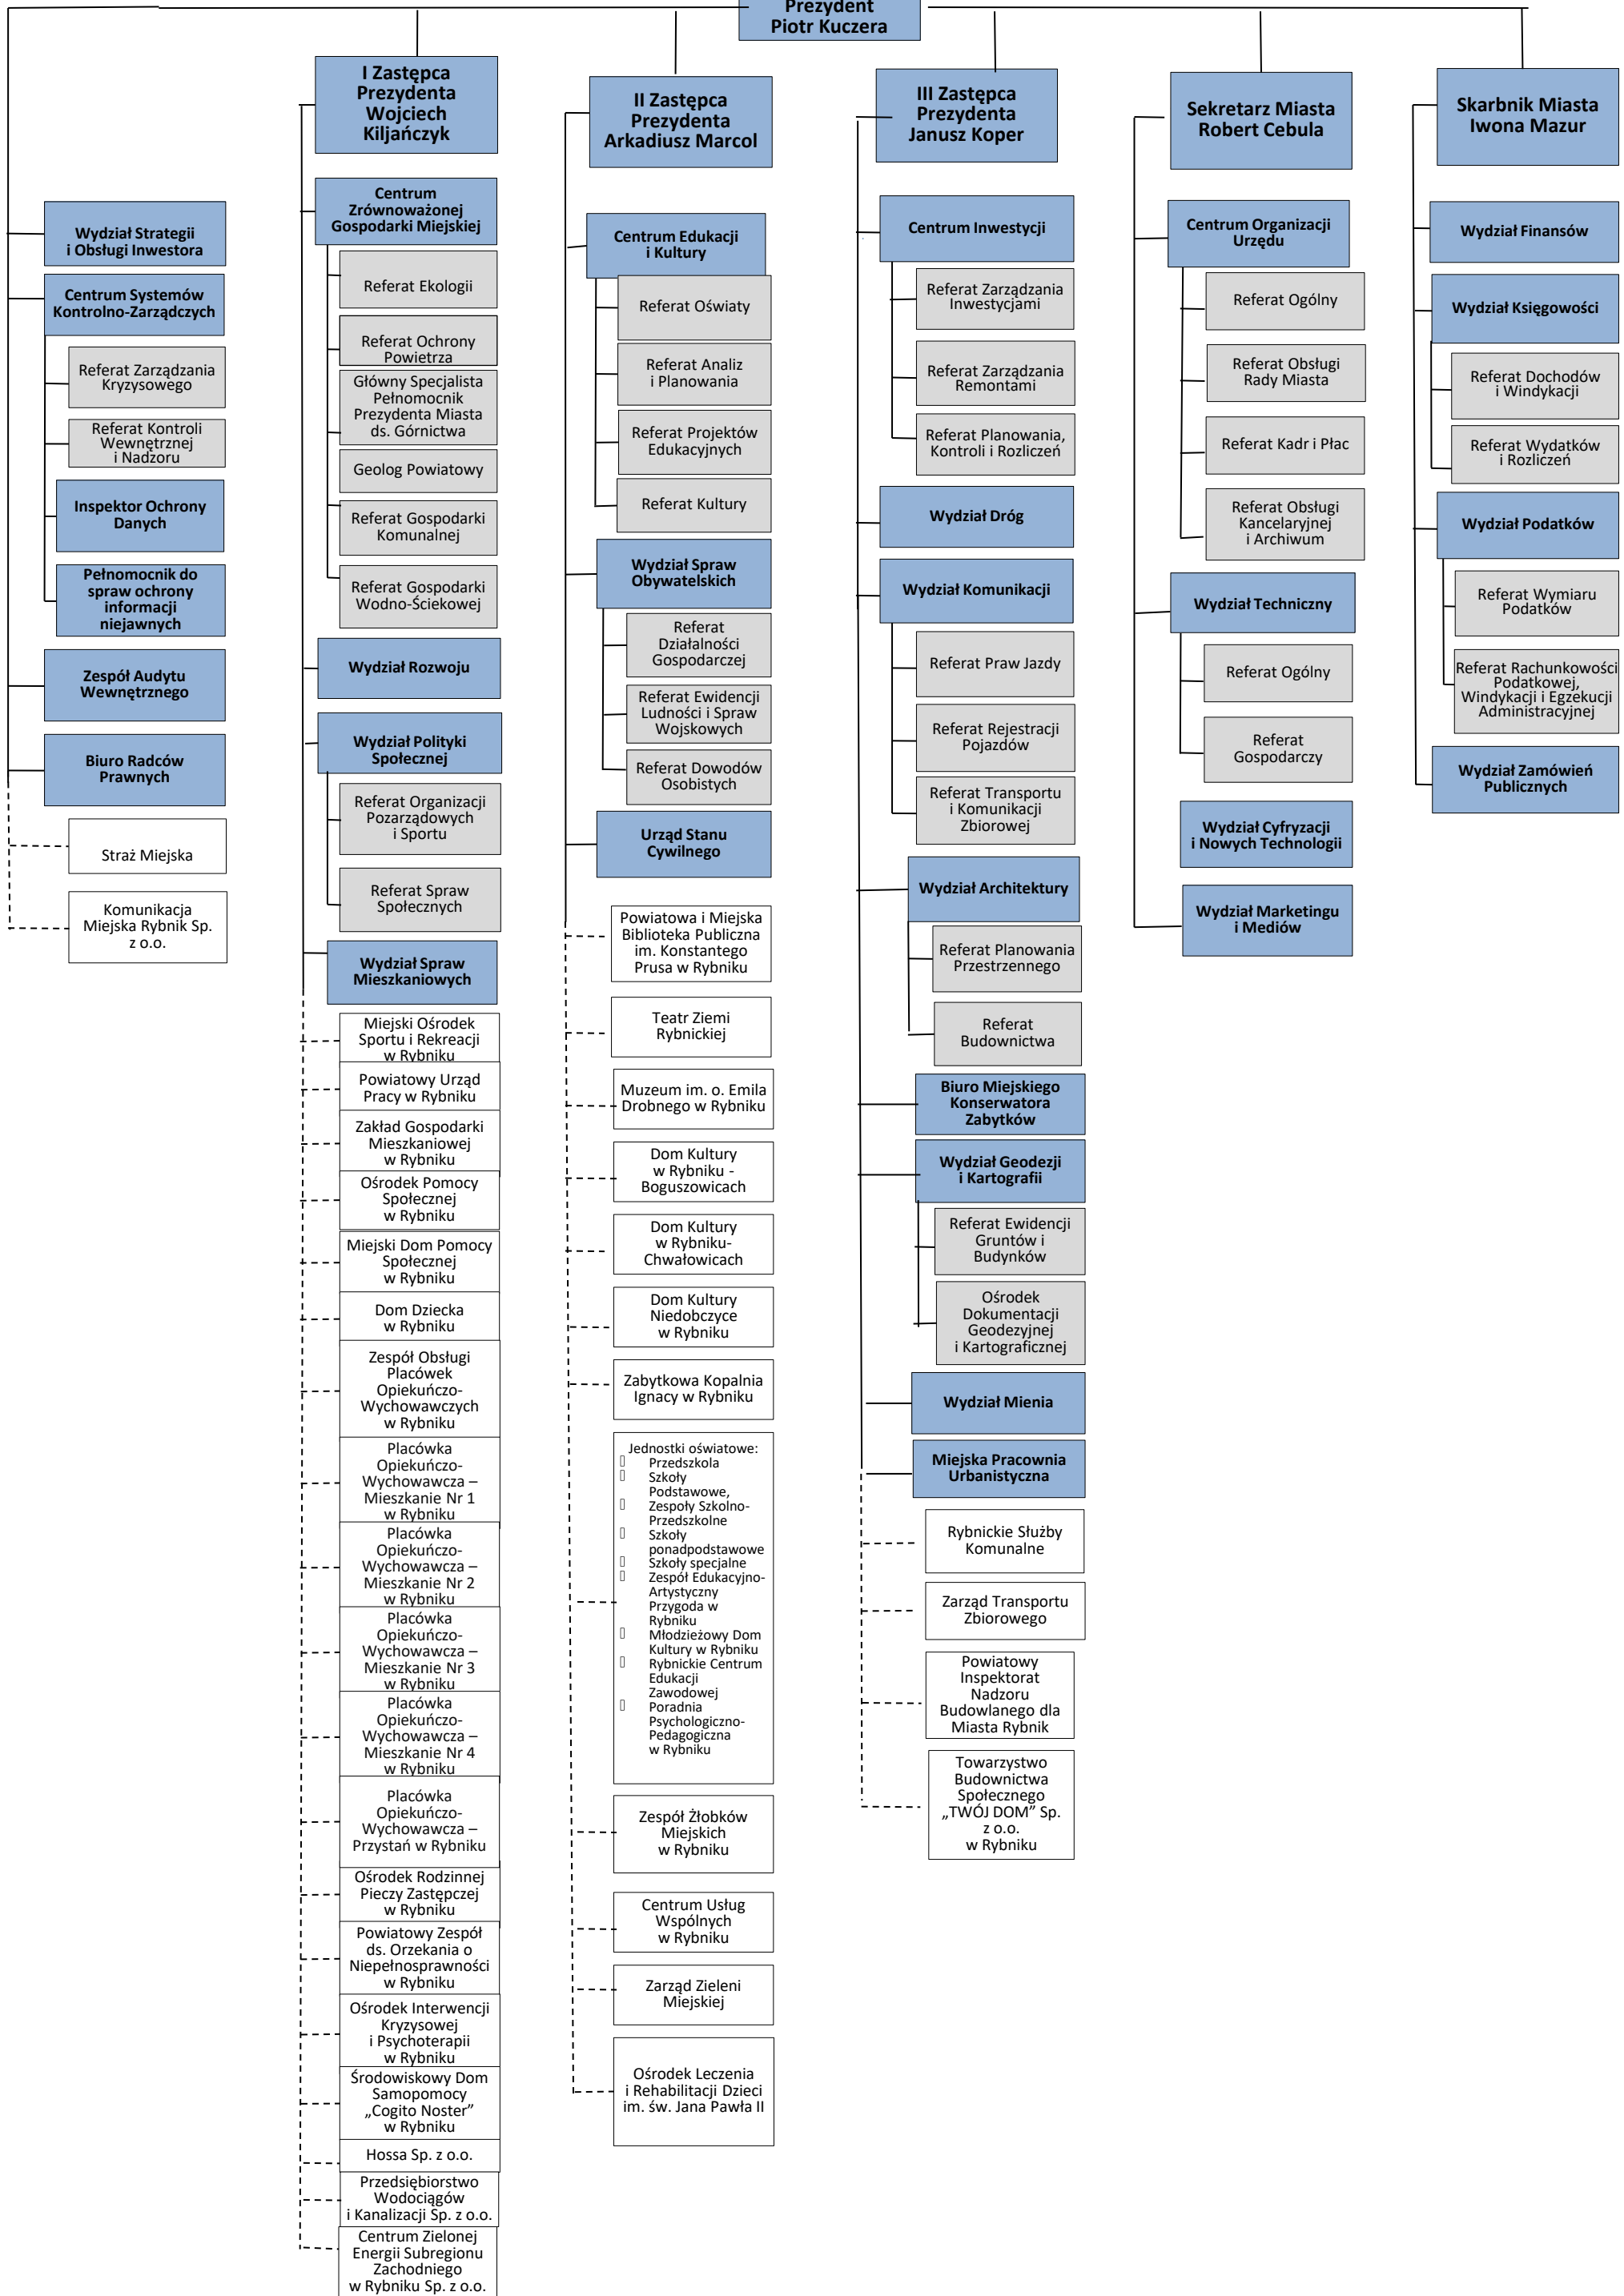 Prezydent
Piotr Kuczera
I Zastępca
Prezydenta
Wojciech
Kiljańczyk
II Zastępca
Prezydenta
Arkadiusz Marcol
III Zastępca
Prezydenta
Janusz Koper
Sekretarz Miasta
Robert Cebula
Skarbnik Miasta
Iwona Mazur
Wydział Strategii
i Obsługi Inwestora
Centrum Systemów
Kontrolno-Zarządczych
Referat Zarządzania
Kryzysowego
Referat Kontroli
Wewnętrznej
i Nadzoru
Inspektor Ochrony
Danych
Pełnomocnik do
spraw ochrony
informacji
niejawnych
Zespół Audytu
Wewnętrznego
Biuro Radców
Prawnych
Straż Miejska
Komunikacja
Miejska Rybnik Sp.
z o.o.
Centrum
Zrównoważonej
Gospodarki Miejskiej
Referat Ekologii
Referat Ochrony
Powietrza
Główny Specjalista
Pełnomocnik
Prezydenta Miasta
ds. Górnictwa
Geolog Powiatowy
Referat Gospodarki
Komunalnej
Referat Gospodarki
Wodno-Ściekowej
Wydział Rozwoju
Wydział Polityki
Społecznej
Referat Organizacji
Pozarządowych
i Sportu
Referat Spraw
Społecznych
Wydział Spraw
Mieszkaniowych
Miejski Ośrodek
Sportu i Rekreacji
w Rybniku
Powiatowy Urząd
Pracy w Rybniku
Zakład Gospodarki
Mieszkaniowej
w Rybniku
Ośrodek Pomocy
Społecznej
w Rybniku
Miejski Dom Pomocy
Społecznej
w Rybniku
Dom Dziecka
w Rybniku
Zespół Obsługi
Placówek
Opiekuńczo-
Wychowawczych
w Rybniku
Placówka
Opiekuńczo-
Wychowawcza –
Mieszkanie Nr 1
w Rybniku
Placówka
Opiekuńczo-
Wychowawcza –
Mieszkanie Nr 2
w Rybniku
Placówka
Opiekuńczo-
Wychowawcza –
Mieszkanie Nr 3
w Rybniku
Placówka
Opiekuńczo-
Wychowawcza –
Mieszkanie Nr 4
w Rybniku
Placówka
Opiekuńczo-
Wychowawcza –
Przystań w Rybniku
Ośrodek Rodzinnej
Pieczy Zastępczej
w Rybniku
Powiatowy Zespół
ds. Orzekania o
Niepełnosprawności
w Rybniku
Ośrodek Interwencji
Kryzysowej
i Psychoterapii
w Rybniku
Środowiskowy Dom
Samopomocy
„Cogito Noster”
w Rybniku
Hossa Sp. z o.o.
Przedsiębiorstwo
Wodociągów
i Kanalizacji Sp. z o.o.
Centrum Zielonej
Energii Subregionu
Zachodniego
w Rybniku Sp. z o.o.
Centrum Edukacji
i Kultury
Referat Oświaty
Referat Analiz
i Planowania
Referat Projektów
Edukacyjnych
Referat Kultury
Wydział Spraw
Obywatelskich
Referat
Działalności
Gospodarczej
Referat Ewidencji
Ludności i Spraw
Wojskowych
Referat Dowodów
Osobistych
Urząd Stanu
Cywilnego
Powiatowa i Miejska
Biblioteka Publiczna
im. Konstantego
Prusa w Rybniku
Teatr Ziemi
Rybnickiej
Muzeum im. o. Emila
Drobnego w Rybniku
Dom Kultury
w Rybniku -
Boguszowicach
Dom Kultury
w Rybniku-
Chwałowicach
Dom Kultury
Niedobczyce
w Rybniku
Zabytkowa Kopalnia
Ignacy w Rybniku
Jednostki oświatowe:
Przedszkola
Szkoły
Podstawowe,
Zespoły Szkolno-
Przedszkolne
Szkoły
ponadpodstawowe
Szkoły specjalne
Zespół Edukacyjno-
Artystyczny
Przygoda w
Rybniku
Młodzieżowy Dom
Kultury w Rybniku
Rybnickie Centrum
Edukacji
Zawodowej
Poradnia
Psychologiczno-
Pedagogiczna
w Rybniku
Zespół Żłobków
Miejskich
w Rybniku
Centrum Usług
Wspólnych
w Rybniku
Zarząd Zieleni
Miejskiej
Ośrodek Leczenia
i Rehabilitacji Dzieci
im. św. Jana Pawła II
Centrum Inwestycji
Referat Zarządzania
Inwestycjami
Referat Zarządzania
Remontami
Referat Planowania,
Kontroli i Rozliczeń
Wydział Dróg
Wydział Komunikacji
Referat Praw Jazdy
Referat Rejestracji
Pojazdów
Referat Transportu
i Komunikacji
Zbiorowej
Wydział Architektury
Referat Planowania
Przestrzennego
Referat
Budownictwa
Biuro Miejskiego
Konserwatora
Zabytków
Wydział Geodezji
i Kartografii
Referat Ewidencji
Gruntów i
Budynków
Ośrodek
Dokumentacji
Geodezyjnej
i Kartograficznej
Wydział Mienia
Miejska Pracownia
Urbanistyczna
Rybnickie Służby
Komunalne
Zarząd Transportu
Zbiorowego
Powiatowy
Inspektorat
Nadzoru
Budowlanego dla
Miasta Rybnik
Towarzystwo
Budownictwa
Społecznego
„TWÓJ DOM” Sp.
z o.o.
w Rybniku
Centrum Organizacji
Urzędu
Referat Ogólny
Referat Obsługi
Rady Miasta
Referat Kadr i Płac
Referat Obsługi
Kancelaryjnej
i Archiwum
Wydział Techniczny
Referat Ogólny
Referat
Gospodarczy
Wydział Cyfryzacji
i Nowych Technologii
Wydział Marketingu
i Mediów
Wydział Finansów
Wydział Księgowości
Referat Dochodów
i Windykacji
Referat Wydatków
i Rozliczeń
Wydział Podatków
Referat Wymiaru
Podatków
Referat Rachunkowości
Podatkowej,
Windykacji i Egzekucji
Administracyjnej
Wydział Zamówień
Publicznych